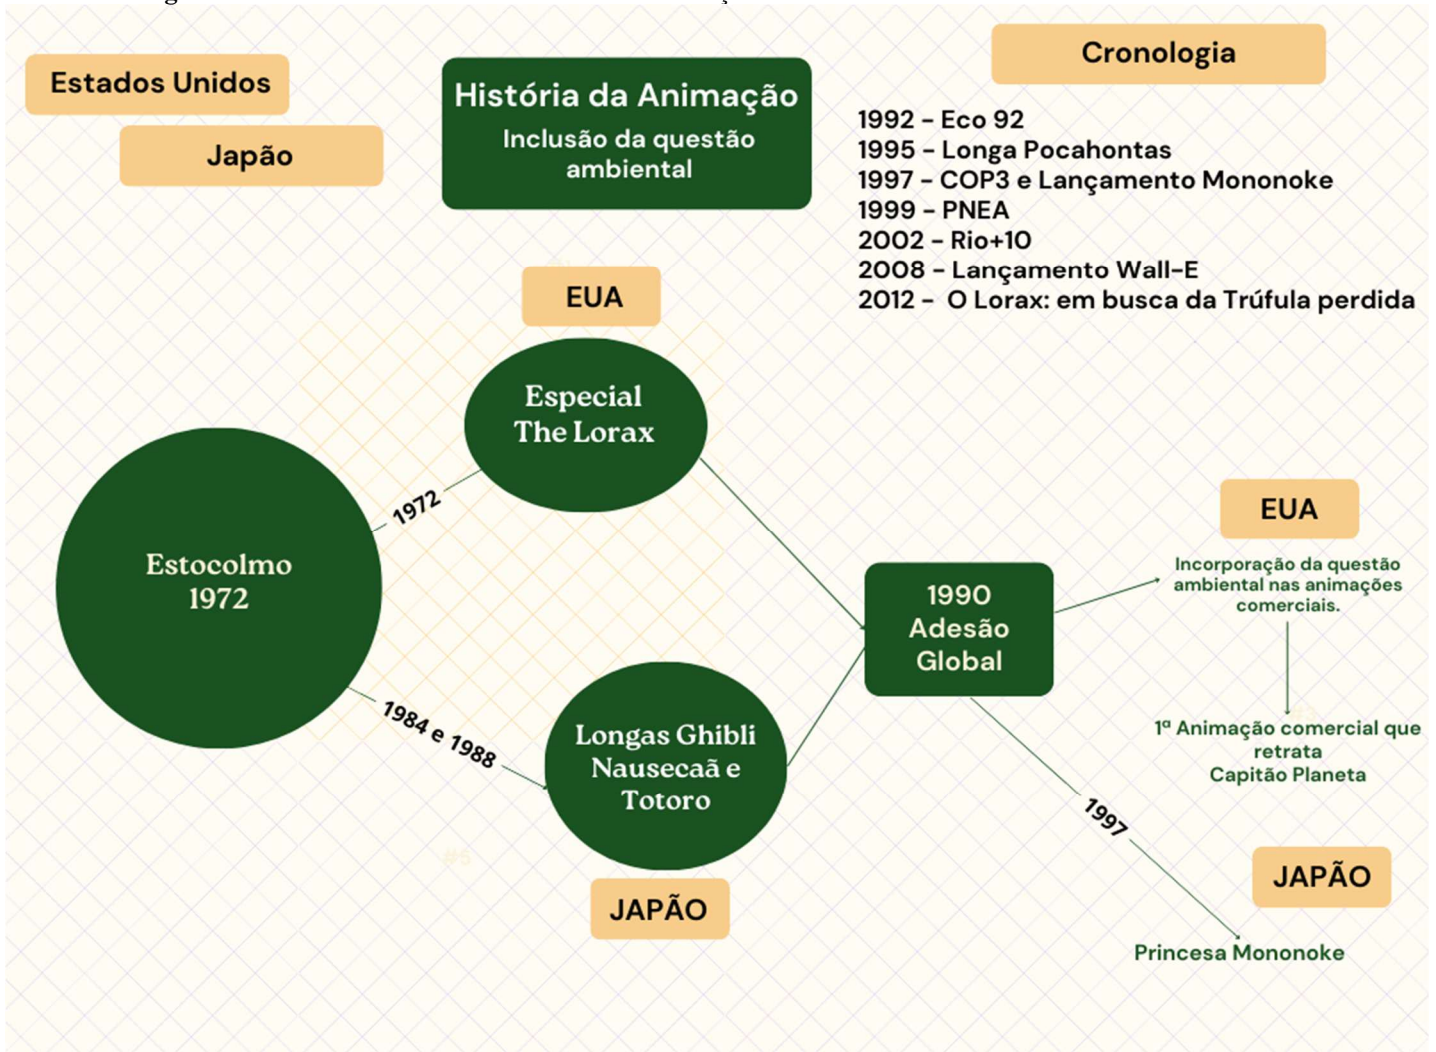 Estados Unidos
Japão
História da Animação
Inclusão da questão
ambiental
Cronologia
1992 - Eco 92
1995 - Longa Pocahontas
1997 - COP3 e Lançamento Mononoke
1999 - PNEA
2002 - Rio+10
2008 - Lançamento Wall-E
2012 - O Lorax: em busca da Trúfula perdida
EUA
Especial
The Lorax
1972
Estocolmo
1972
1984 e 1988
Longas Ghibli
Nausecaã e
Totoro
JAPÃO
1990
Adesão
Global
EUA
Incorporação da questão
ambiental nas animações
comerciais.
1ª Animação comercial que
retrata
Capitão Planeta
1997
JAPÃO
Princesa Mononoke
#5